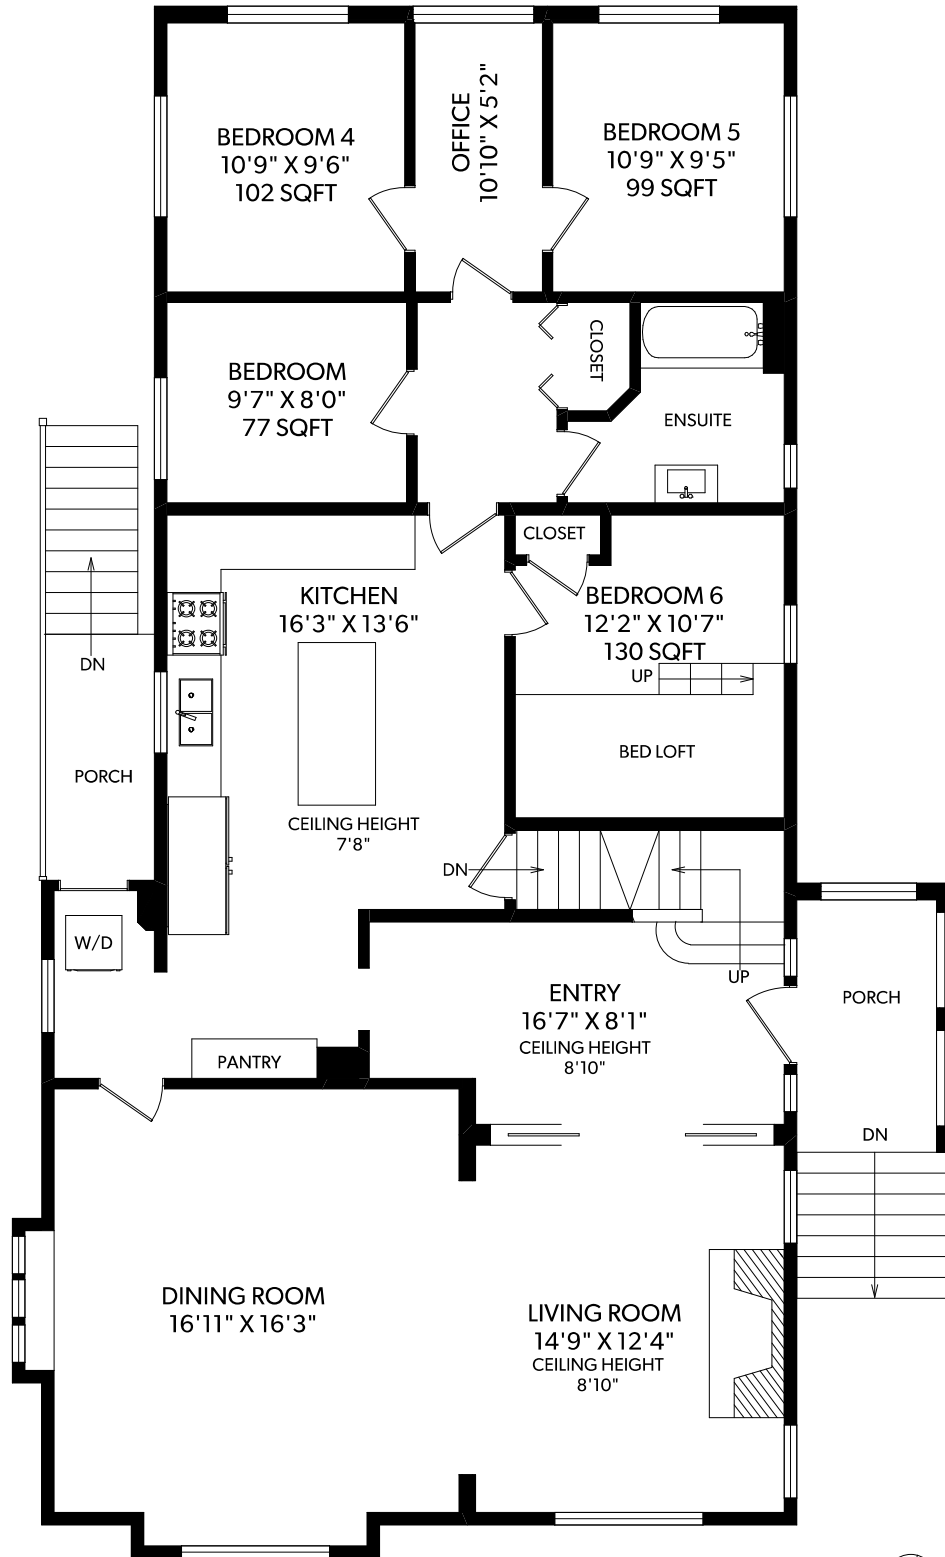 BEDROOM 4
10'9" X 9'6"
102 SQFT
OFFICE
10'10" X 5'2"
BEDROOM 5
10'9" X 9'5"
99 SQFT
BEDROOM
9'7" X 8'0"
77 SQFT
CLOSET
ENSUITE
CLOSET
KITCHEN
16'3" X 13'6"
BEDROOM 6
12'2" X 10'7"
130 SQFT
UP
BED LOFT
DN
PORCH
CEILING HEIGHT
7'8"
DN
W/D
UP
ENTRY
16'7" X 8'1"
CEILING HEIGHT
8'10"
PORCH
PANTRY
DN
DINING ROOM
16'11" X 16'3"
LIVING ROOM
14'9" X 12'4"
CEILING HEIGHT
8'10"